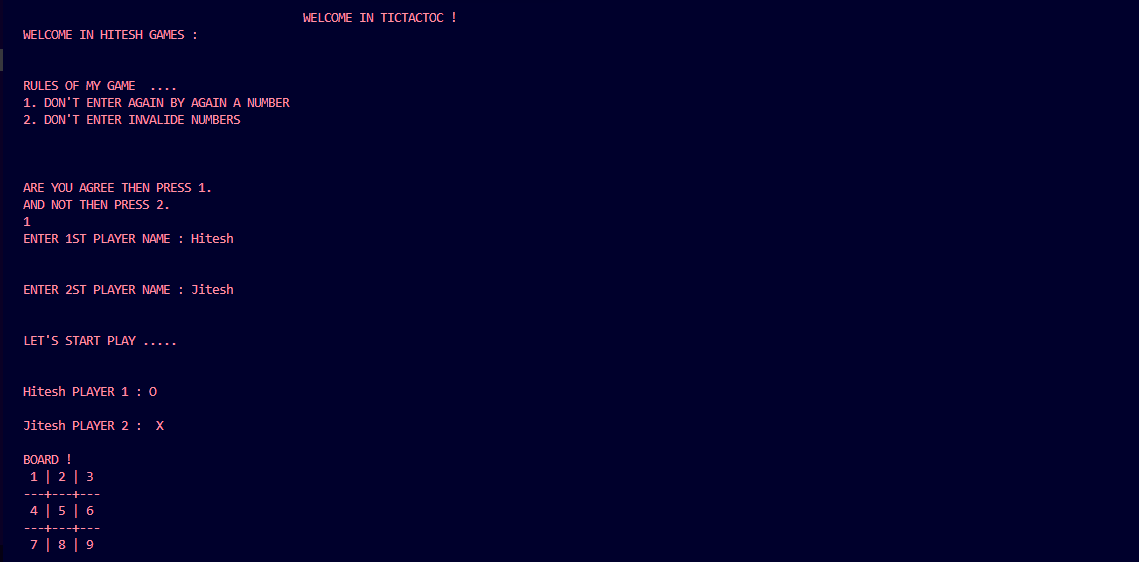 WELCOME IN TICTACTOC !
WELCOME IN HITESH GAMES :
RULES OF MY GAME  ....
1. DON'T ENTER AGAIN BY AGAIN A NUMBER
2. DON'T ENTER INVALIDE NUMBERS
ARE YOU AGREE THEN PRESS 1.
AND NOT THEN PRESS 2.
1
ENTER 1ST PLAYER NAME : Hitesh
ENTER 2ST PLAYER NAME : Jitesh
LET'S START PLAY .....
Hitesh PLAYER 1 : O
Jitesh PLAYER 2 :  X
BOARD !
 1 | 2 | 3
---+---+---
 4 | 5 | 6
---+---+---
 7 | 8 | 9